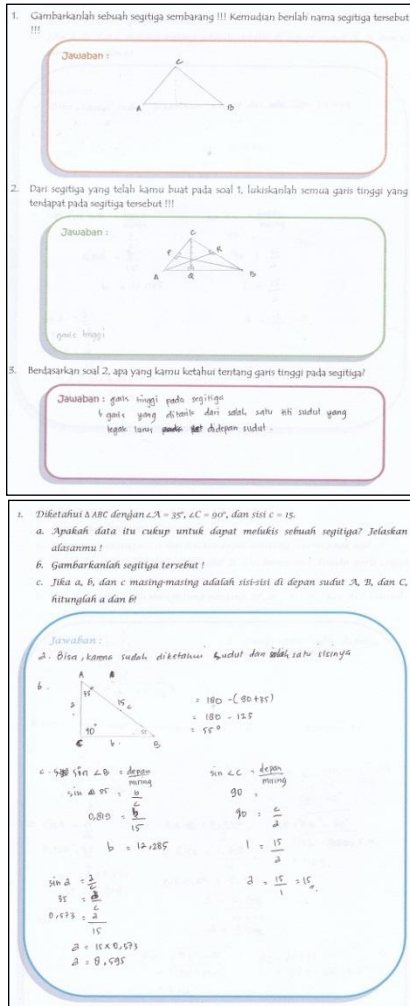 1. Gambarkanlah sebuah segitiga sembarang !!! Kemudian berilah nama segitiga tersebut
!!!
Jawaban :
C
A
B
2. Dari segitiga yang telah kamu buat pada soal 1, lukiskanlah semua garis tinggi yang
terdapat pada segitiga tersebut !!!
Jawaban :
C
P
R
A
Q
B
garis tinggi
3. Berdasarkan soal 2, apa yang kamu ketahui tentang garis tinggi pada segitiga?
Jawaban : garis tinggi pada segitiga
garis yang ditarik dari salah satu titi sudut yang
tegak lurus didepan sudut.
1. Diketahui Δ ABC dengan ∠A = 35°, ∠C = 90°, dan sisi c = 15.
a. Apakah data itu cukup untuk dapat melukis sebuah segitiga? Jelaskan
alasanmu !
b. Gambarkanlah segitiga tersebut !
c. Jika a, b, dan c masing-masing adalah sisi-sisi di depan sudut A, B, dan C,
hitunglah a dan b!
Jawaban :
a. Bisa, karena sudah diketahui sudut dan salah satu sisinya
b.
A
35°
a
15
c
90°
55
C
b
B
= 180 - (90 + 35)
= 180 - 125
= 55°
c. sin ∠B = depan
miring
sin 55 = b
c
0,819 = b
15
b = 12,285
sin ∠C = depan
miring
90 =
90 = c
a
1 = 15
a
a = 15 = 15
1
sin a = a
c
35 = a
c
0,573 = a
15
a = 15 x 0,573
a = 8,595